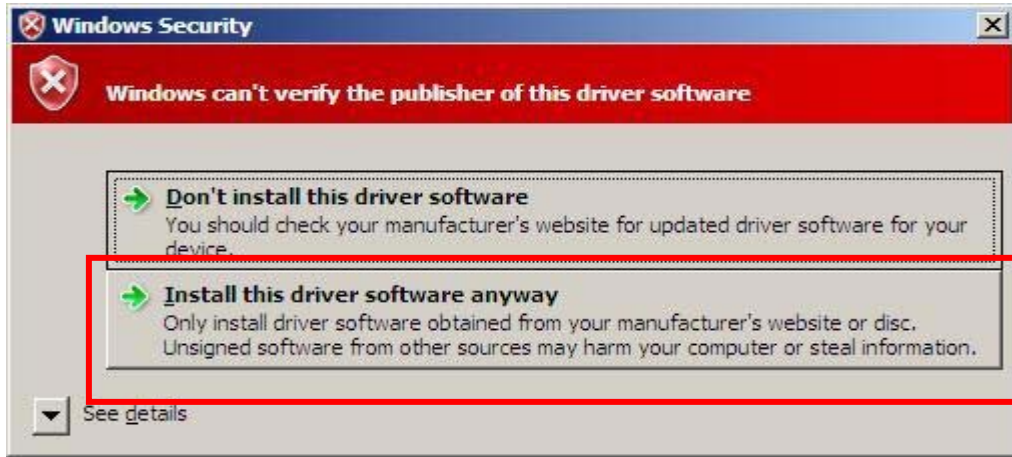 Windows Security
Windows can't verify the publisher of this driver software
Don't install this driver software
You should check your manufacturer's website for updated driver software for your
device.
Install this driver software anyway
Only install driver software obtained from your manufacturer's website or disc.
Unsigned software from other sources may harm your computer or steal information.
See details